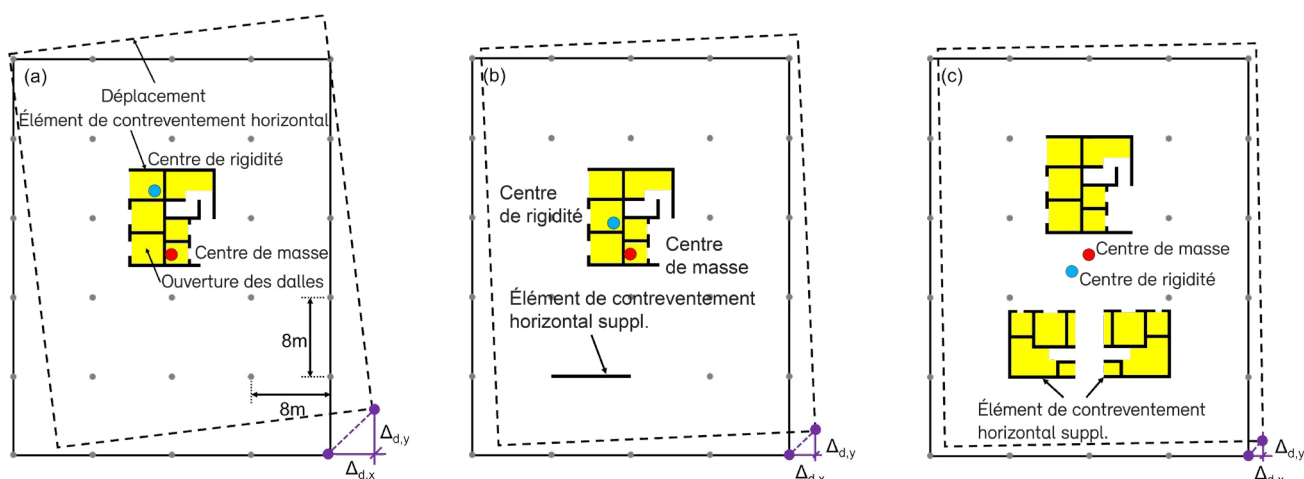 (a)
Déplacement
Élément de contreventement horizontal
Centre de rigidité
Centre de masse
Ouverture des dalles
8m
8m
Δd,y
Δd,x
(b)
Centre
de rigidité
Centre
de masse
Élément de contreventement
horizontal suppl.
Δd,y
Δd,x
(c)
Centre de masse
Centre de rigidité
Élément de contreventement
horizontal suppl.
Δd,y
Δd,x